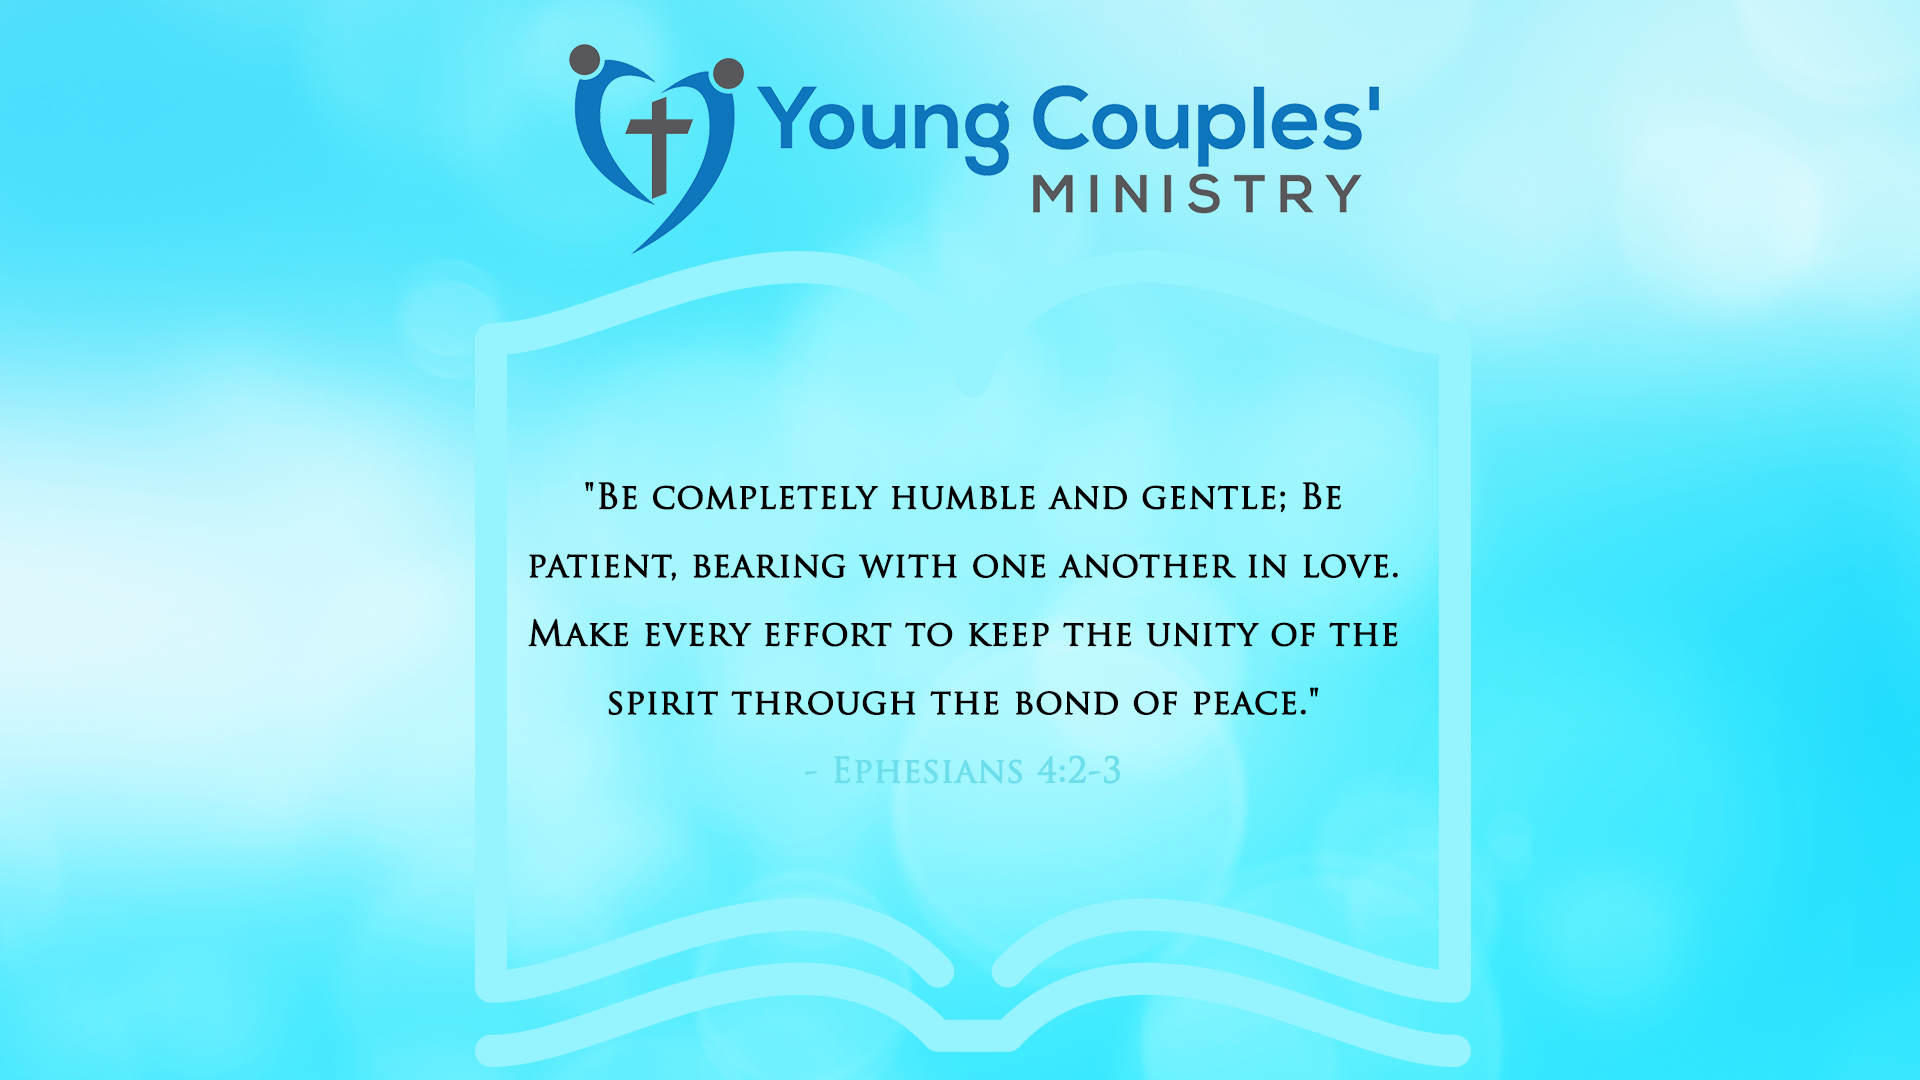 Young Couples'
MINISTRY
"Be completely humble and gentle; Be
patient, bearing with one another in love.
Make every effort to keep the unity of the
spirit through the bond of peace."
- Ephesians 4:2-3